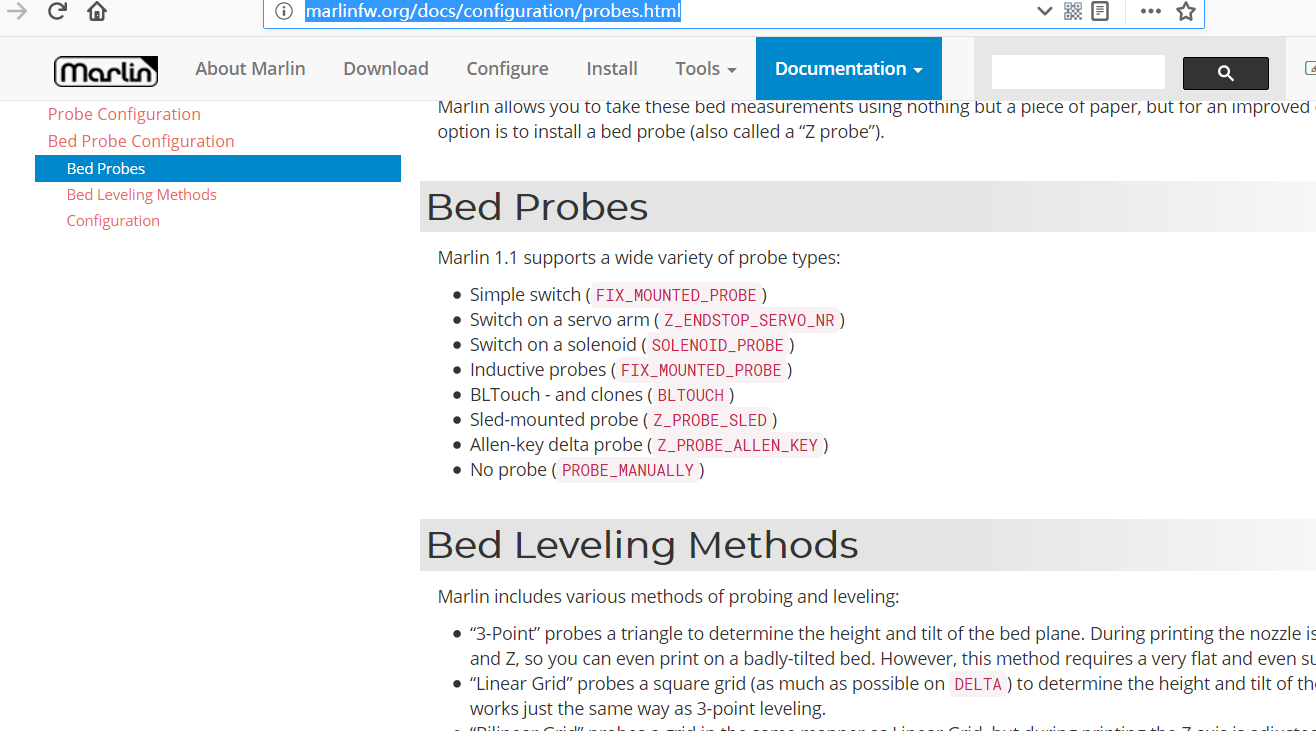 marlinfw.org/docs/configuration/probes.html
Marlin About Marlin Download Configure Install Tools Documentation
Probe Configuration
Bed Probe Configuration
Bed Probes
Bed Leveling Methods
Configuration
Marlin allows you to take these bed measurements using nothing but a piece of paper, but for an improved
option is to install a bed probe (also called a “Z probe”).
Bed Probes
Marlin 1.1 supports a wide variety of probe types:
Simple switch ( FIX_MOUNTED_PROBE )
Switch on a servo arm ( Z_ENDSTOP_SERVO_NR )
Switch on a solenoid ( SOLENOID_PROBE )
Inductive probes ( FIX_MOUNTED_PROBE )
BLTouch - and clones ( BLTOUCH )
Sled-mounted probe ( Z_PROBE_SLED )
Allen-key delta probe ( Z_PROBE_ALLEN_KEY )
No probe ( PROBE_MANUALLY )
Bed Leveling Methods
Marlin includes various methods of probing and leveling:
“3-Point” probes a triangle to determine the height and tilt of the bed plane. During printing the nozzle is
and Z, so you can even print on a badly-tilted bed. However, this method requires a very flat and even
“Linear Grid” probes a square grid (as much as possible on DELTA ) to determine the height and tilt of
works just the same way as 3-point leveling.